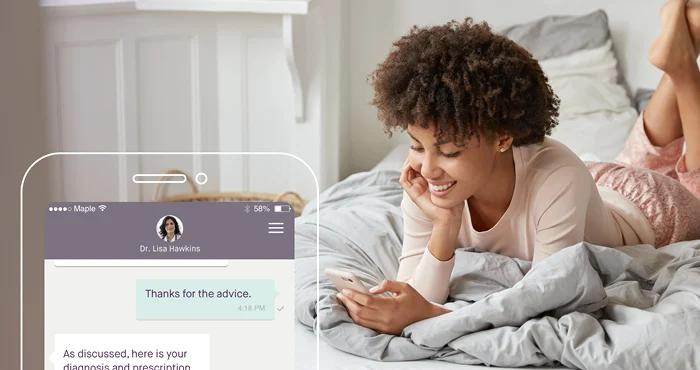 Maple
58%
Dr. Lisa Hawkins
Thanks for the advice.
4:18 PM
As discussed, here is your
diagnosis and prescription